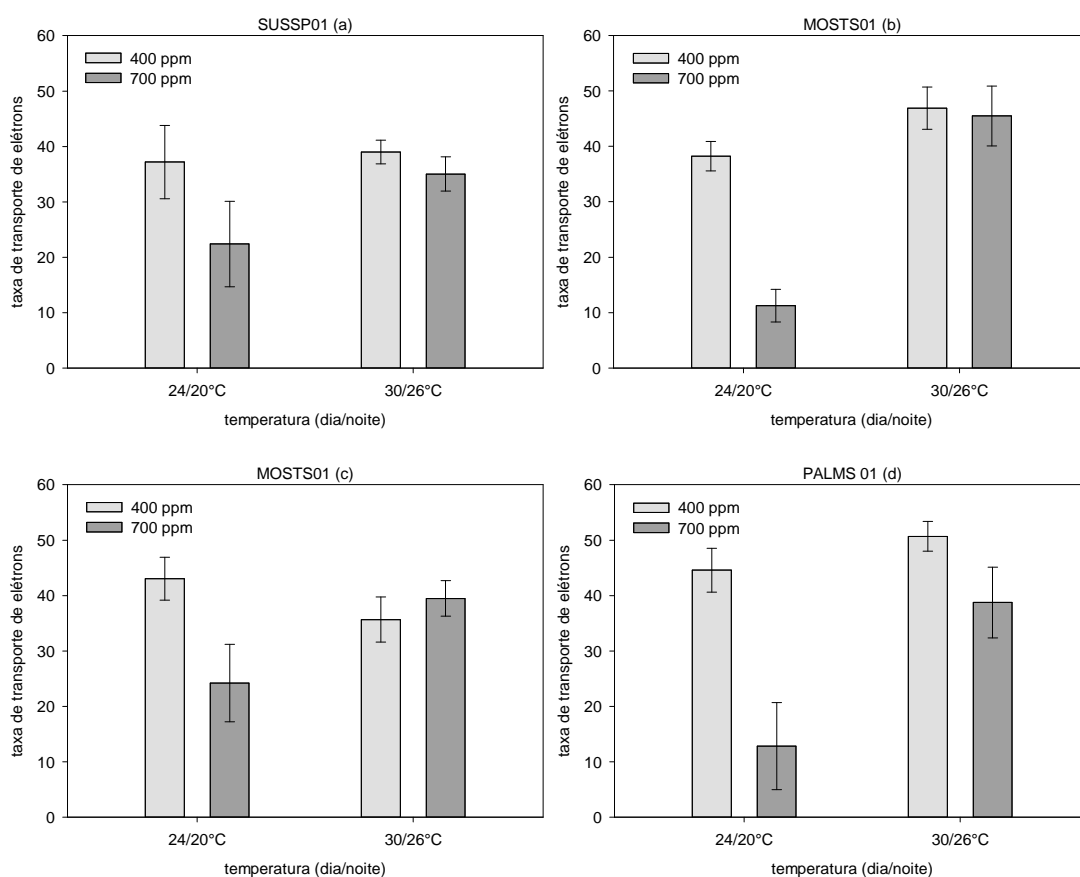 SUSSP01 (a)
60
50
40
30
20
10
0
taxa de transporte de elétrons
400 ppm
700 ppm
24/20°C
30/26°C
temperatura (dia/noite)
MOSTS01 (b)
60
50
40
30
20
10
0
taxa de transporte de elétrons
400 ppm
700 ppm
24/20°C
30/26°C
temperatura (dia/noite)
MOSTS01 (c)
60
50
40
30
20
10
0
taxa de transporte de elétrons
400 ppm
700 ppm
24/20°C
30/26°C
temperatura (dia/noite)
PALMS 01 (d)
60
50
40
30
20
10
0
taxa de transporte de elétrons
400 ppm
700 ppm
24/20°C
30/26°C
temperatura (dia/noite)